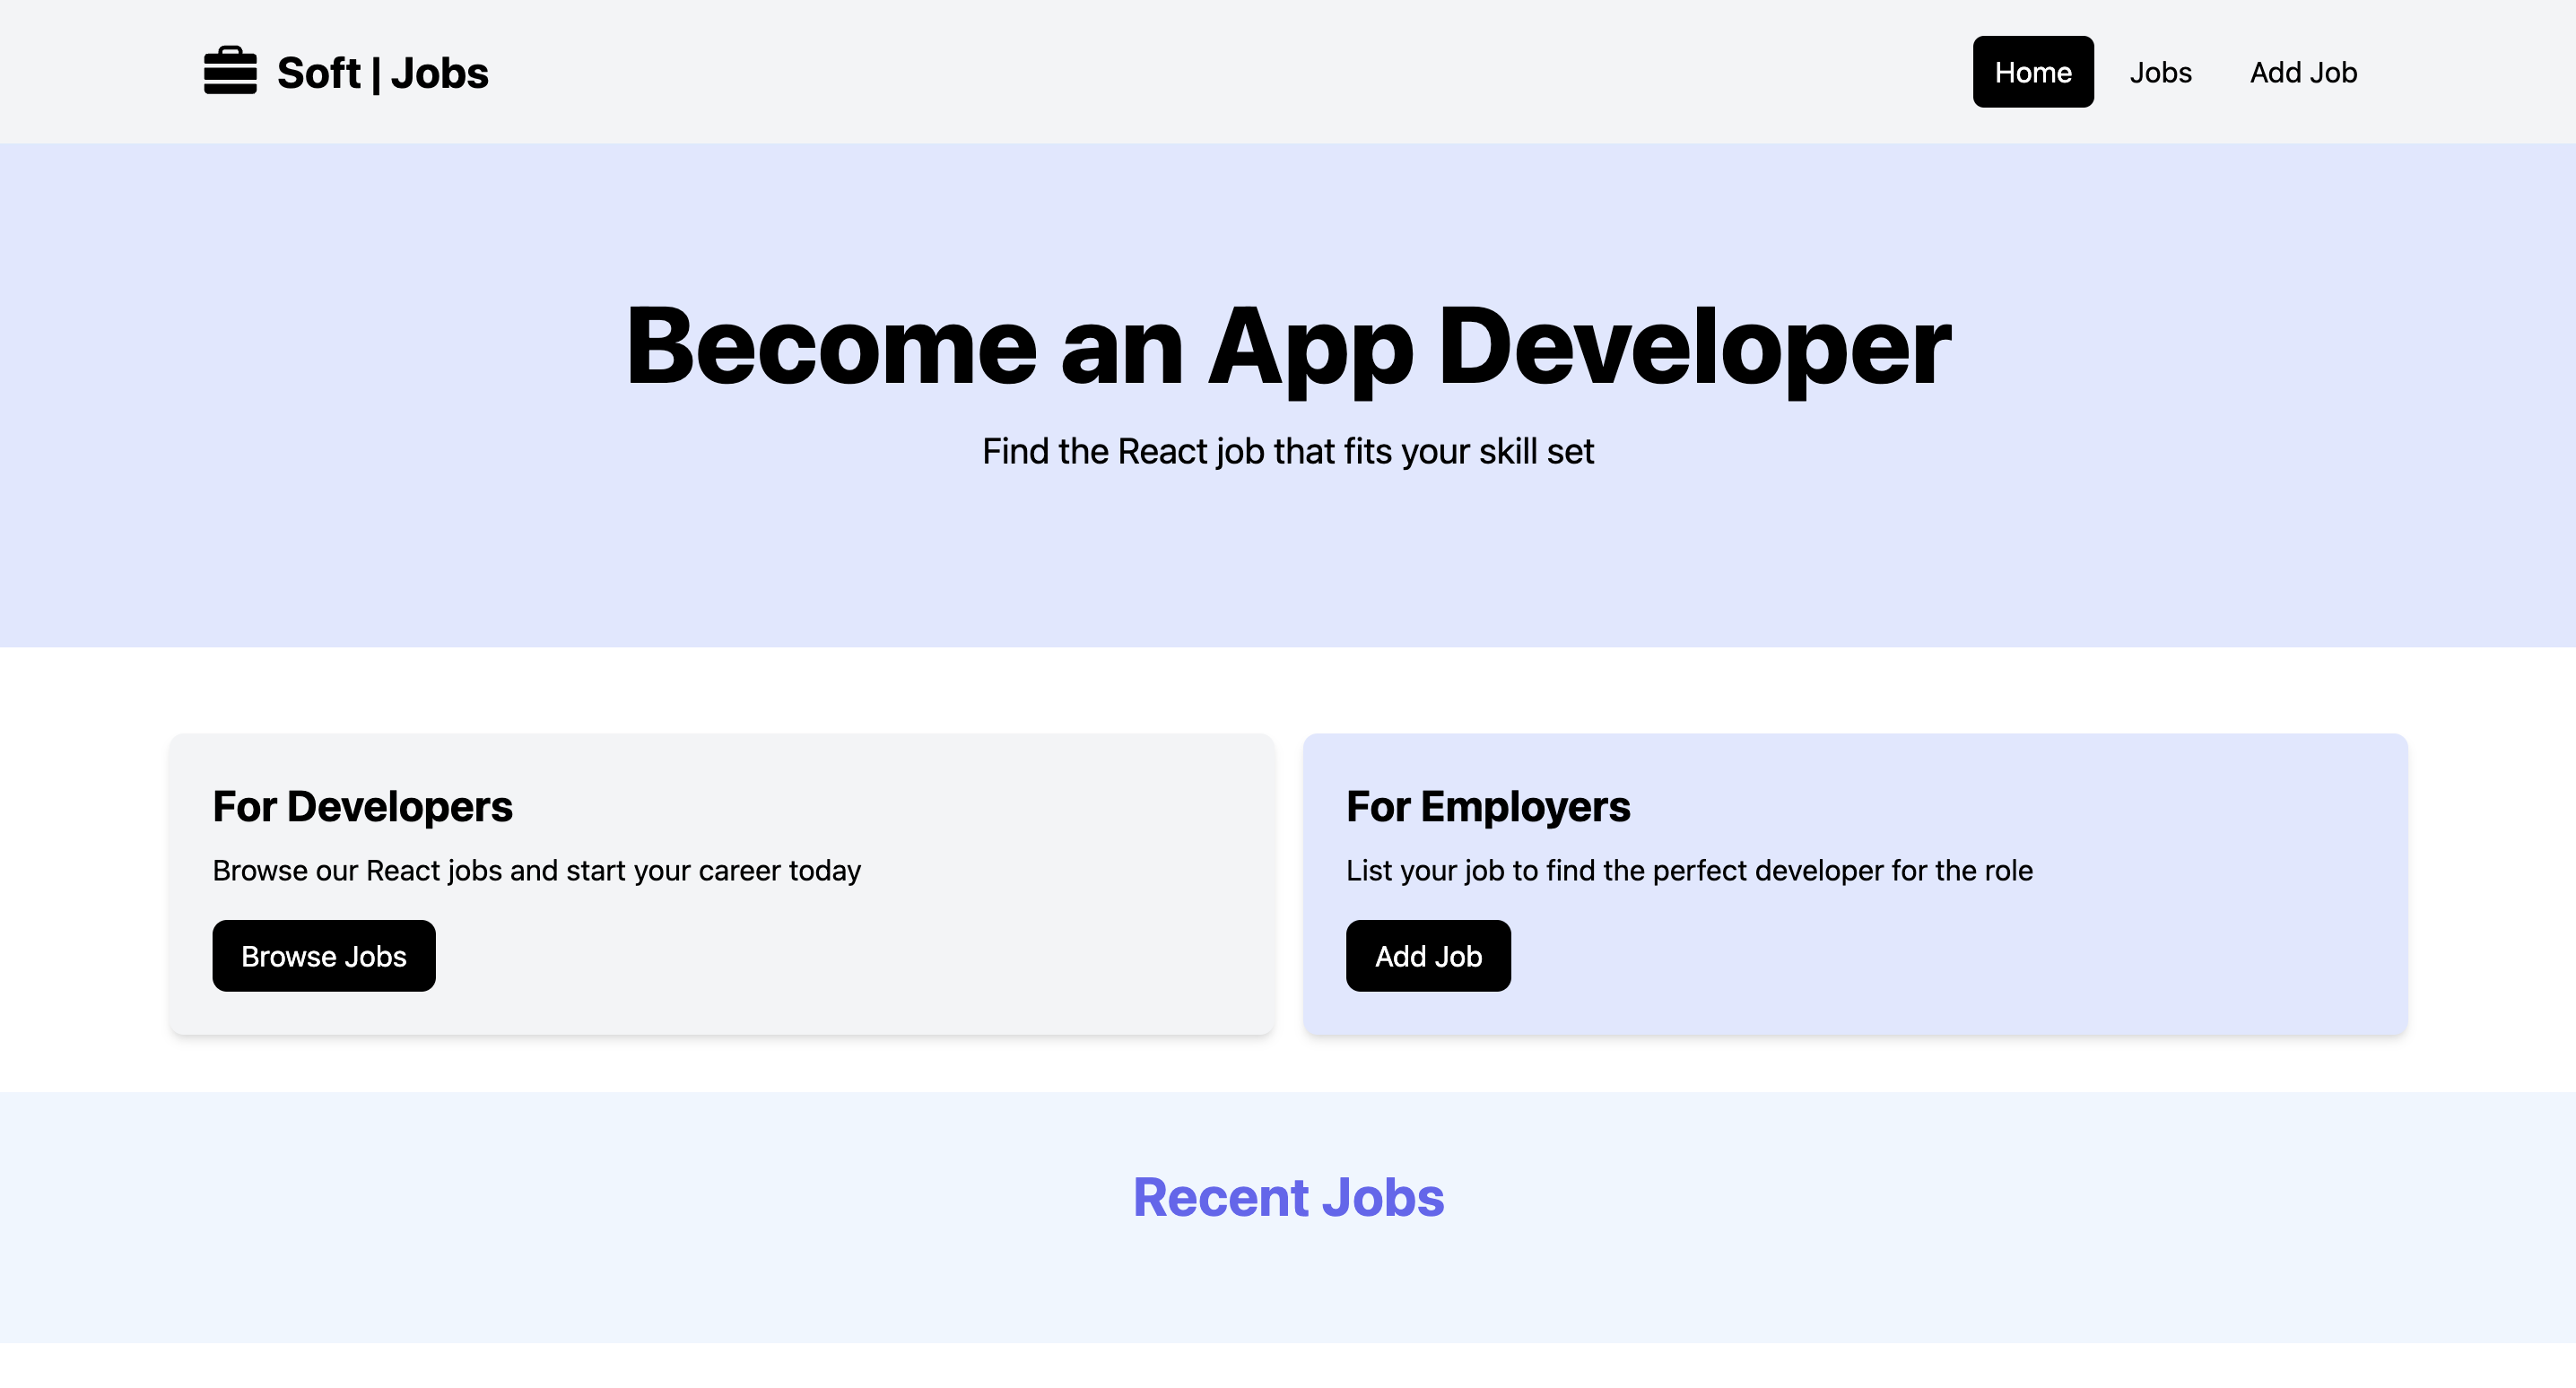 Soft | Jobs
Home
Jobs
Add Job
Become an App Developer
Find the React job that fits your skill set
For Developers
Browse our React jobs and start your career today
Browse Jobs
For Employers
List your job to find the perfect developer for the role
Add Job
Recent Jobs